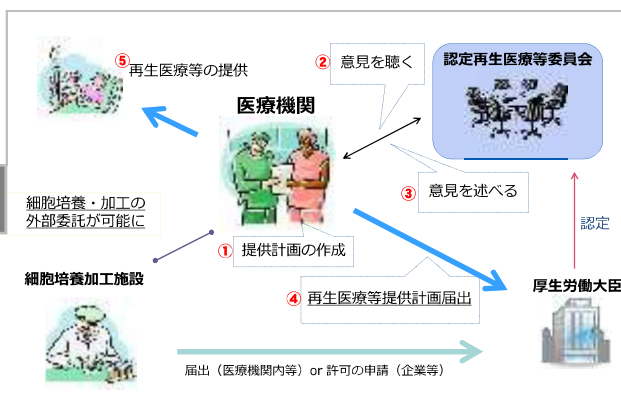 ⑤
再生医療等の提供
②
意見を聴く
認定再生医療等委員会
医療機関
③
意見を述べる
細胞培養・加工の
外部委託が可能に
①
提供計画の作成
認定
細胞培養加工施設
④
再生医療等提供計画届出
厚生労働大臣
届出（医療機関内等）or 許可の申請（企業等）